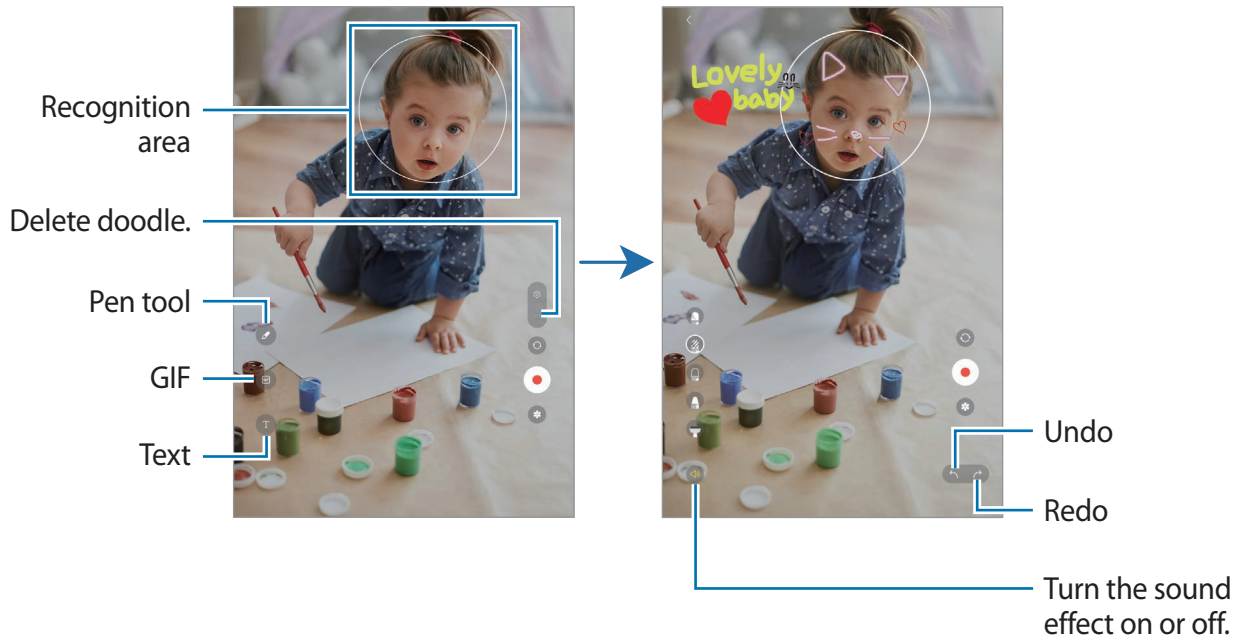 Recognition
area
Delete doodle.
Pen tool
GIF
Text
T
Lovely
baby
Undo
Redo
Turn the sound
effect on or off.